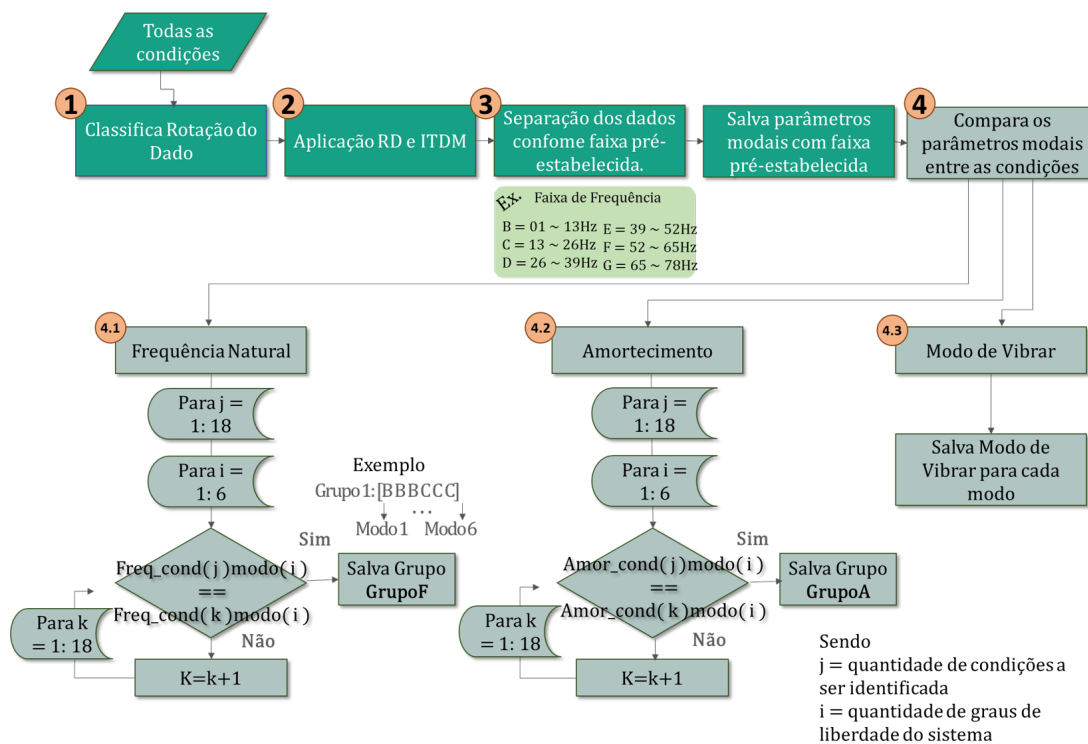 Todas as
condições
1
Classifica Rotação do
Dado
2
Aplicação RD e ITDM
3
Separação dos dados
confome faixa pré-
estabelecida.
Salva parâmetros
modais com faixa
pré-estabelecida
4
Compara os
parâmetros modais
entre as condições
Ex.
Faixa de Frequência
B = 01 ~ 13Hz
E = 39 ~ 52Hz
C = 13 ~ 26Hz
F = 52 ~ 65Hz
D = 26 ~ 39Hz
G = 65 ~ 78Hz
4.1
Frequência Natural
Para j =
1: 18
Para i =
1: 6
Exemplo
Grupo 1:[BBBCCC]
...
Modo 1
Modo 6
Freq_cond(j)modo(i)
==
Freq_cond(k)modo(i)
Sim
Salva Grupo
GrupoF
Não
Para k
= 1: 18
K=k+1
4.2
Amortecimento
Para j =
1: 18
Para i =
1: 6
Amor_cond(j)modo(i)
==
Amor_cond(k)modo(i)
Sim
Salva Grupo
GrupoA
Não
Para k
= 1: 18
K=k+1
4.3
Modo de Vibrar
Salva Modo de
Vibrar para cada
modo
Sendo
j = quantidade de condições a
ser identificada
i = quantidade de graus de
liberdade do sistema